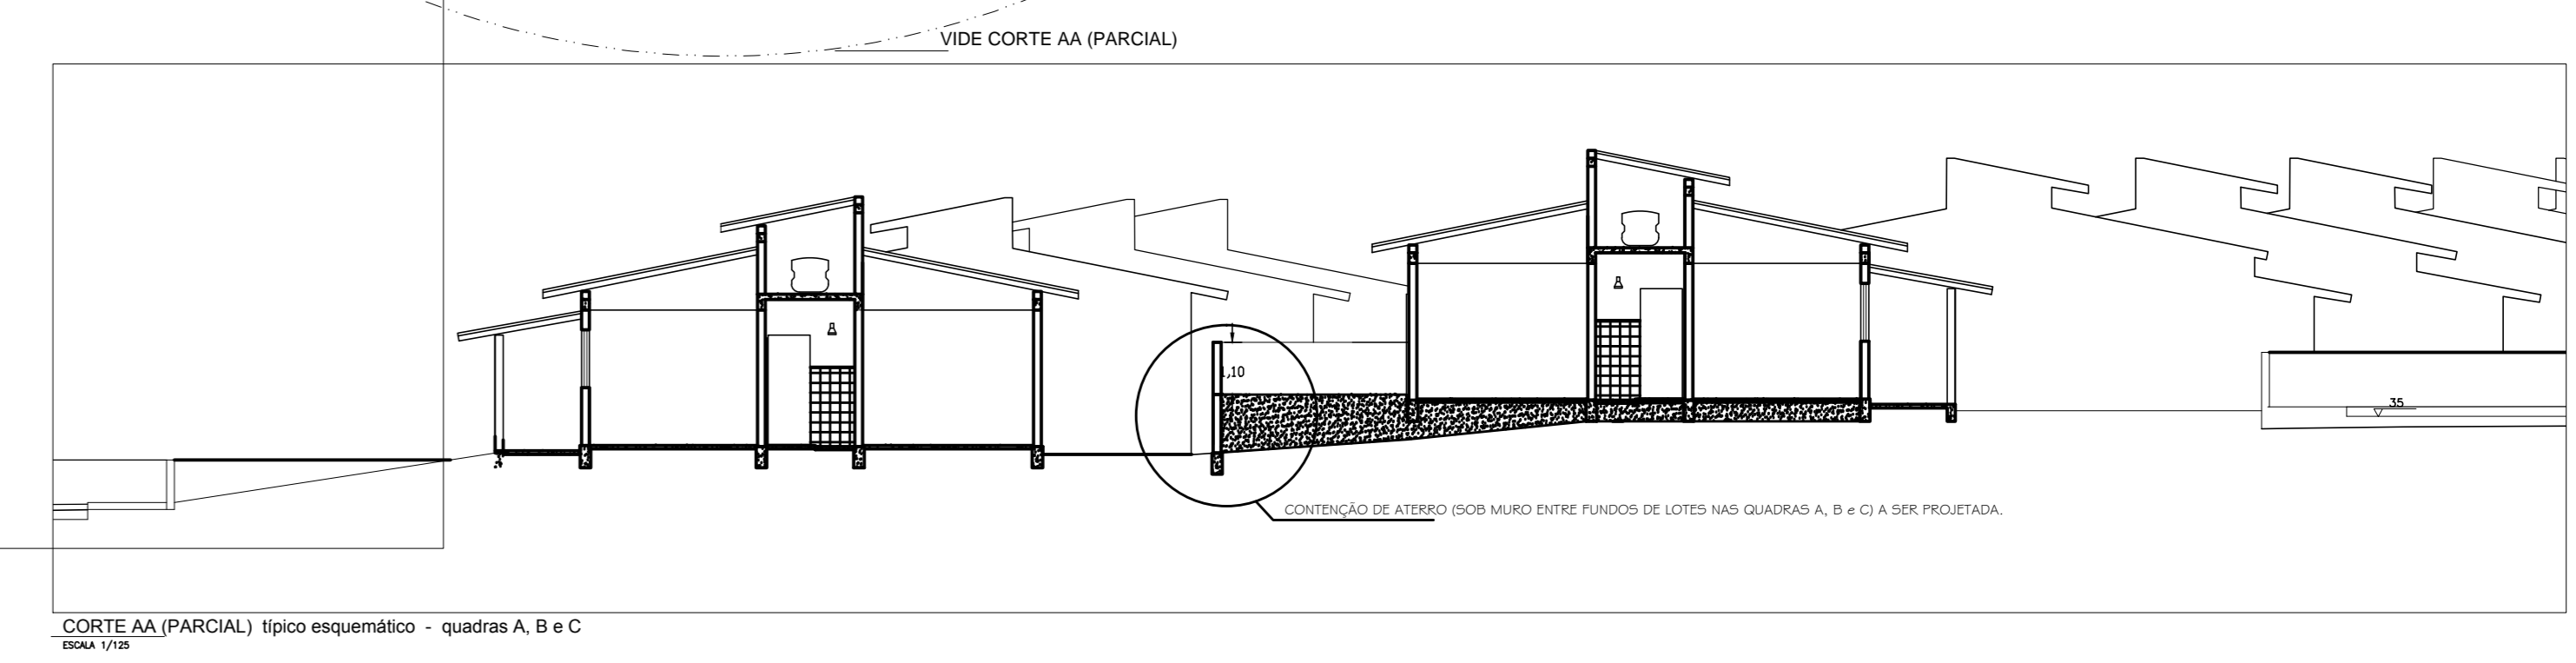 VIDE CORTE AA (PARCIAL)
1,10
35
CONTENÇÃO DE ATERRO (SOB MURO ENTRE FUNDOS DE LOTES NAS QUADRAS A, B e C) A SER PROJETADA.
CORTE AA (PARCIAL) típico esquemático - quadras A, B e C
ESCALA 1/125